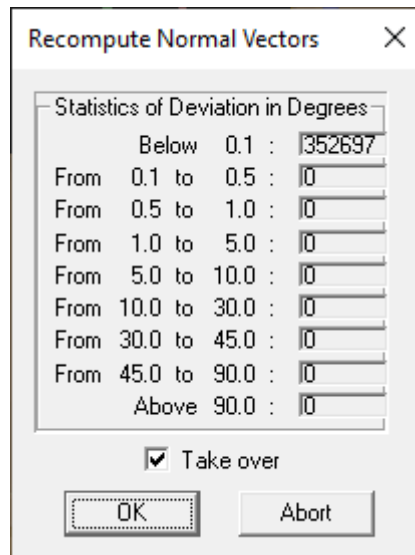 Recompute Normal Vectors
Statistics of Deviation in Degrees
Below 0.1 : 352697
From 0.1 to 0.5 : 0
From 0.5 to 1.0 : 0
From 1.0 to 5.0 : 0
From 5.0 to 10.0 : 0
From 10.0 to 30.0 : 0
From 30.0 to 45.0 : 0
From 45.0 to 90.0 : 0
Above 90.0 : 0
Take over
OK Abort